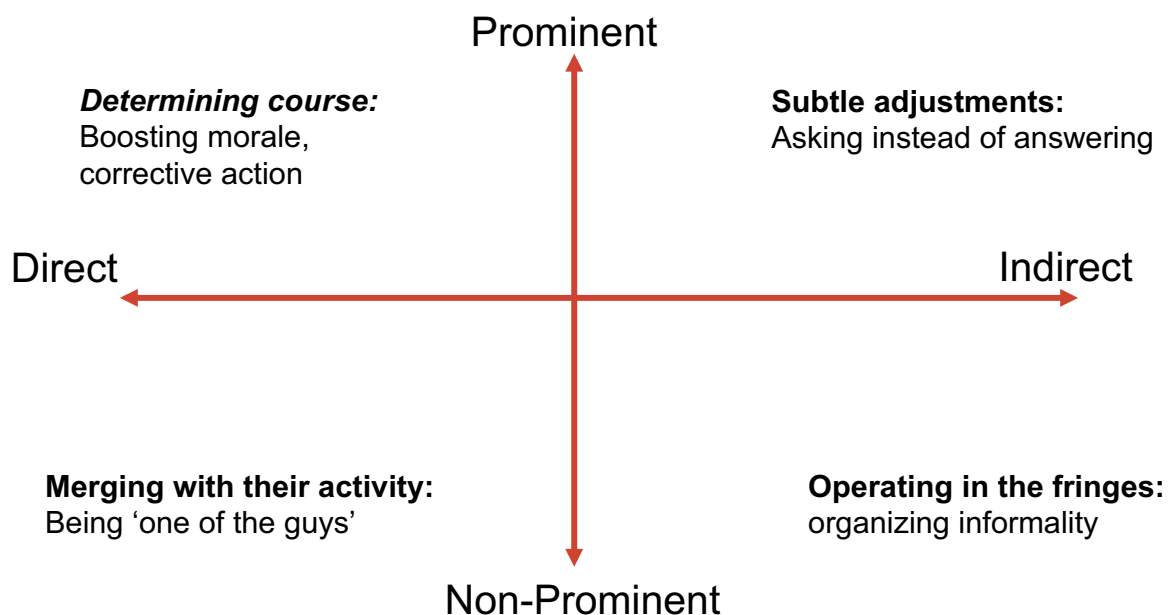 Prominent
Determining course:
Boosting morale,
corrective action
Subtle adjustments:
Asking instead of answering
Direct
Indirect
Merging with their activity:
Being ‘one of the guys’
Operating in the fringes:
organizing informality
Non-Prominent